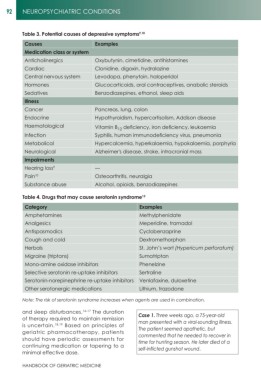 92 NEUROPSYCHIATRIC CONDITIONS
Table 3. Potential causes of depressive symptoms
Causes Examples
Medication class or system
Anticholinergics Oxybutynin, cimetidine, antihistamines
Cardiac Clonidine, digoxin, hydralazine
Central nervous system Levodopa, phenytoin, haloperidol
Hormones Glucocorticoids, oral contraceptives, anabolic steroids
Sedatives Benzodiazepines, ethanol, sleep aids
Illness
Cancer Pancreas, lung, colon
Endocrine Hypothyroidism, hypercortisolism, Addison disease
Haematological Vitamin B12 deficiency, iron deficiency, leukaemia
Infection Syphilis, human immunodeficiency virus, pneumonia
Metabolical Hypercalcemia, hyperkalaemia, hypokalaemia, porphyria
Neurological Alzheimer's disease, stroke, intracranial mass
Impairments
Hearing loss —
Pain Osteoarthritis, neuralgia
Substance abuse Alcohol, opioids, benzodiazepines
Table 4. Drugs that may cause serotonin syndrome
Category Examples
Amphetamines Methylphenidate
Analgesics Meperidine, tramadol
Antispasmodics Cyclobenzaprine
Cough and cold Dextromethorphan
Herbals St. John's wort (Hypericum perforatum)
Migraine (triptans) Sumatriptan
Mono-amine oxidase inhibitors Phenelzine
Selective serotonin re-uptake inhibitors Sertraline
Serotonin-norepinephrine re-uptake inhibitors Venlafaxine, duloxetine
Other serotonergic medications Lithium, trazodone
Note: The risk of serotonin syndrome increases when agents are used in combination.
and sleep disturbances. The duration
of therapy required to maintain remission
is uncertain. Based on principles of
geriatric pharmacotherapy, patients
should have periodic assessments for
continuing medication or tapering to a
minimal effective dose.
Case 1. Three weeks ago, a 75-year-old
man presented with a viral-sounding illness.
The patient seemed apathetic, but
commented that he needed to recover in
time for hunting season. He later died of a
self-inflicted gunshot wound.
HANDBOOK OF GERIATRIC MEDICINE